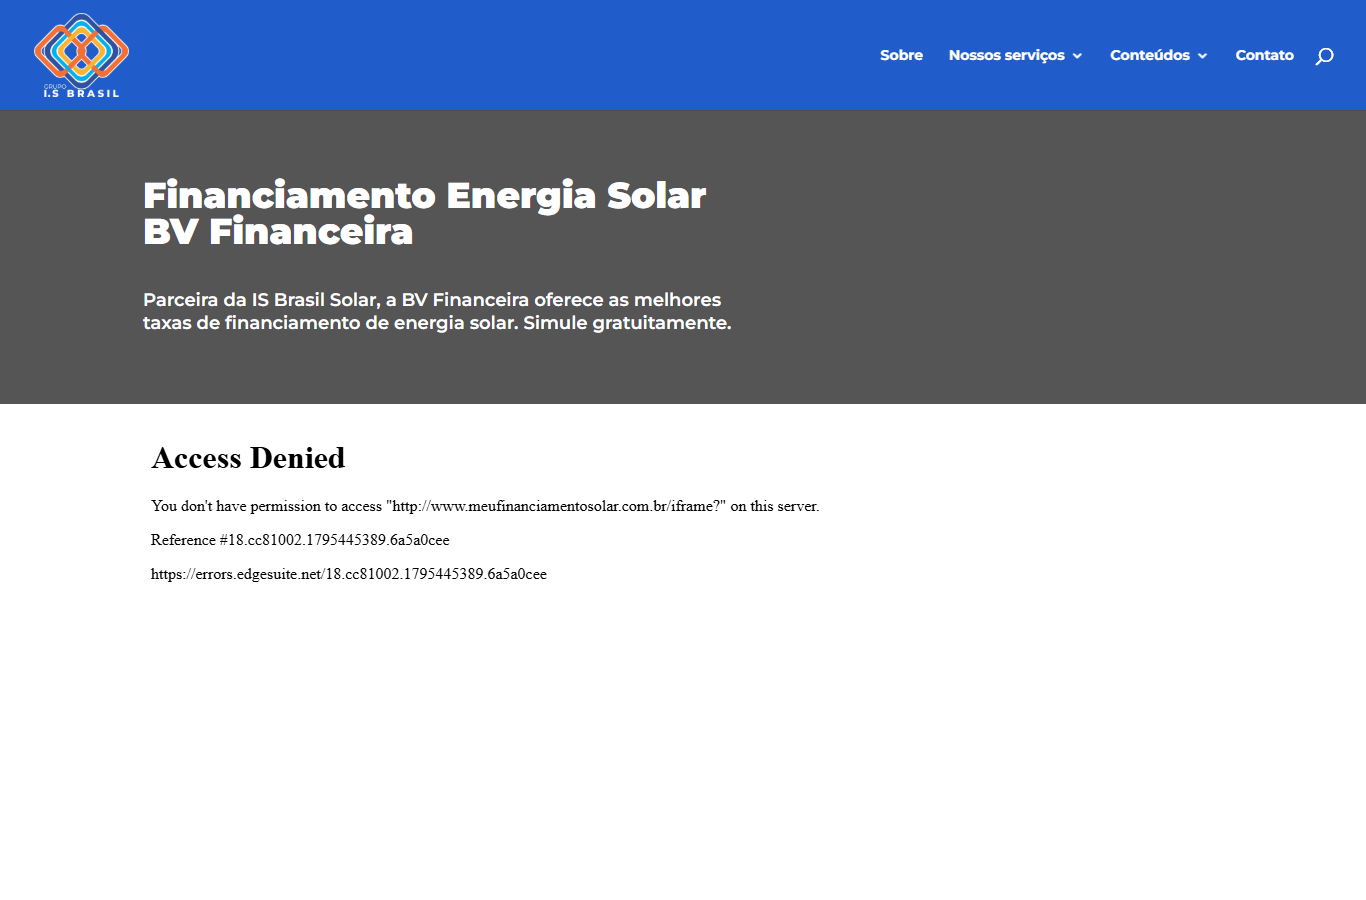 GRUPO
I.S BRASIL
Sobre
Nossos serviços
Conteúdos
Contato
Financiamento Energia Solar
BV Financeira
Parceira da IS Brasil Solar, a BV Financeira oferece as melhores
taxas de financiamento de energia solar. Simule gratuitamente.
Access Denied
You don't have permission to access "http://www.meufinanciamentosolar.com.br/iframe?" on this server.
Reference #18.cc81002.1795445389.6a5a0cee
https://errors.edgesuite.net/18.cc81002.1795445389.6a5a0cee